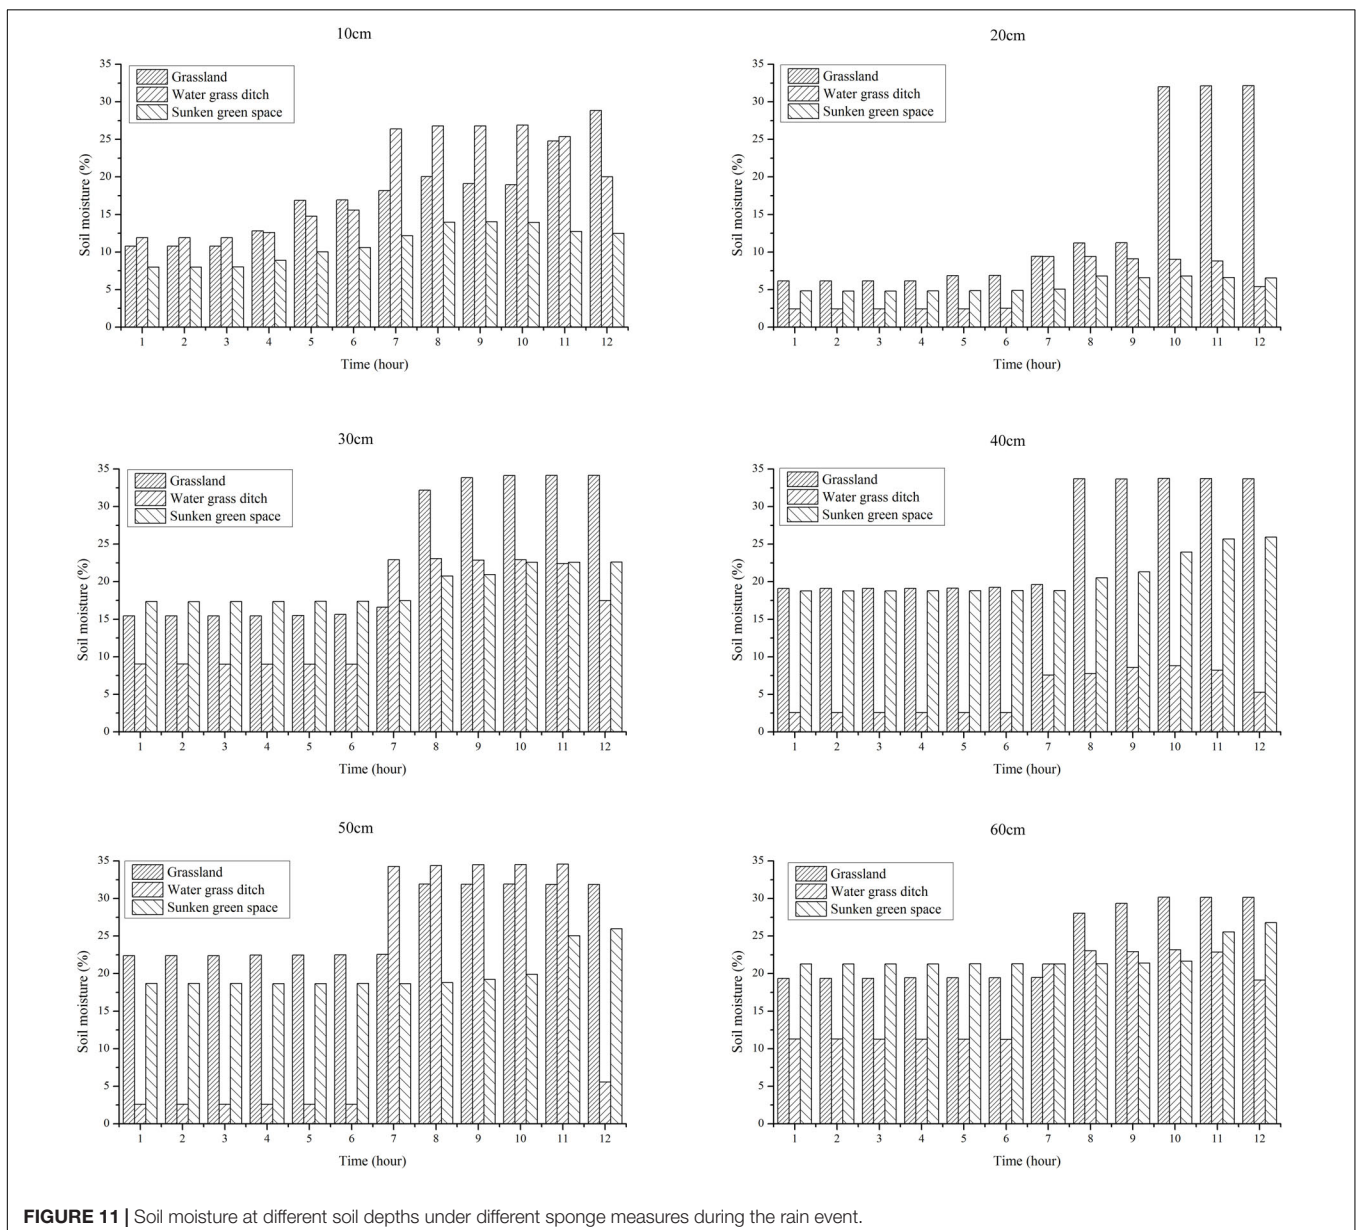 10cm
35
30
25
20
15
10
5
0
Soil moisture (%)
Grassland
Water grass ditch
Sunken green space
1 2 3 4 5 6 7 8 9 10 11 12
Time (hour)
20cm
35
30
25
20
15
10
5
0
Soil moisture (%)
Grassland
Water grass ditch
Sunken green space
1 2 3 4 5 6 7 8 9 10 11 12
Time (hour)
30cm
35
30
25
20
15
10
5
0
Soil moisture (%)
Grassland
Water grass ditch
Sunken green space
1 2 3 4 5 6 7 8 9 10 11 12
Time (hour)
40cm
35
30
25
20
15
10
5
0
Soil moisture (%)
Grassland
Water grass ditch
Sunken green space
1 2 3 4 5 6 7 8 9 10 11 12
Time (hour)
50cm
35
30
25
20
15
10
5
0
Soil moisture (%)
Grassland
Water grass ditch
Sunken green space
1 2 3 4 5 6 7 8 9 10 11 12
Time (hour)
60cm
35
30
25
20
15
10
5
0
Soil moisture (%)
Grassland
Water grass ditch
Sunken green space
1 2 3 4 5 6 7 8 9 10 11 12
Time (hour)
FIGURE 11 | Soil moisture at different soil depths under different sponge measures during the rain event.